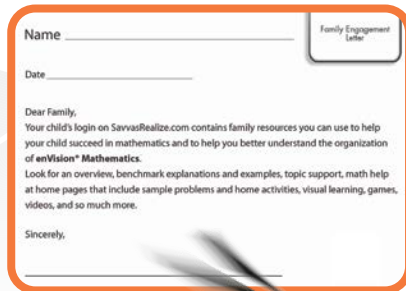 Name
Family Engagement
Letter
Date
Dear Family,
Your child's login on SavvasRealize.com contains family resources you can use to help
your child succeed in mathematics and to help you better understand the organization
of enVision® Mathematics.
Look for an overview, benchmark explanations and examples, topic support, math help
at home pages that include sample problems and home activities, visual learning, games,
videos, and so much more.
Sincerely,